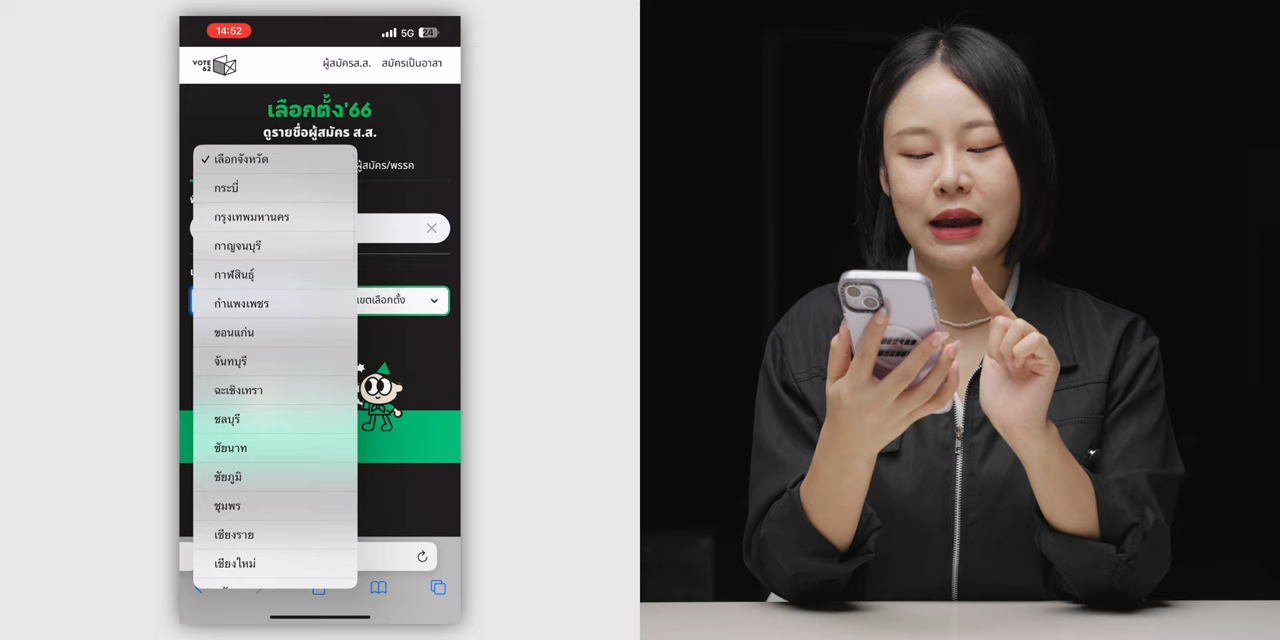 14:52
5G
24
VOTE
62
ผู้สมัครส.ส.
สมัครเป็นอาสา
เลือกตั้ง'66
ดูรายชื่อผู้สมัคร ส.ส.
ผู้สมัคร/พรรค
เลือกจังหวัด
กระบี่
กรุงเทพมหานคร
กาญจนบุรี
กาฬสินธุ์
กำแพงเพชร
ขอนแก่น
จันทบุรี
ฉะเชิงเทรา
ชลบุรี
ชัยนาท
ชัยภูมิ
ชุมพร
เชียงราย
เชียงใหม่
เขตเลือกตั้ง